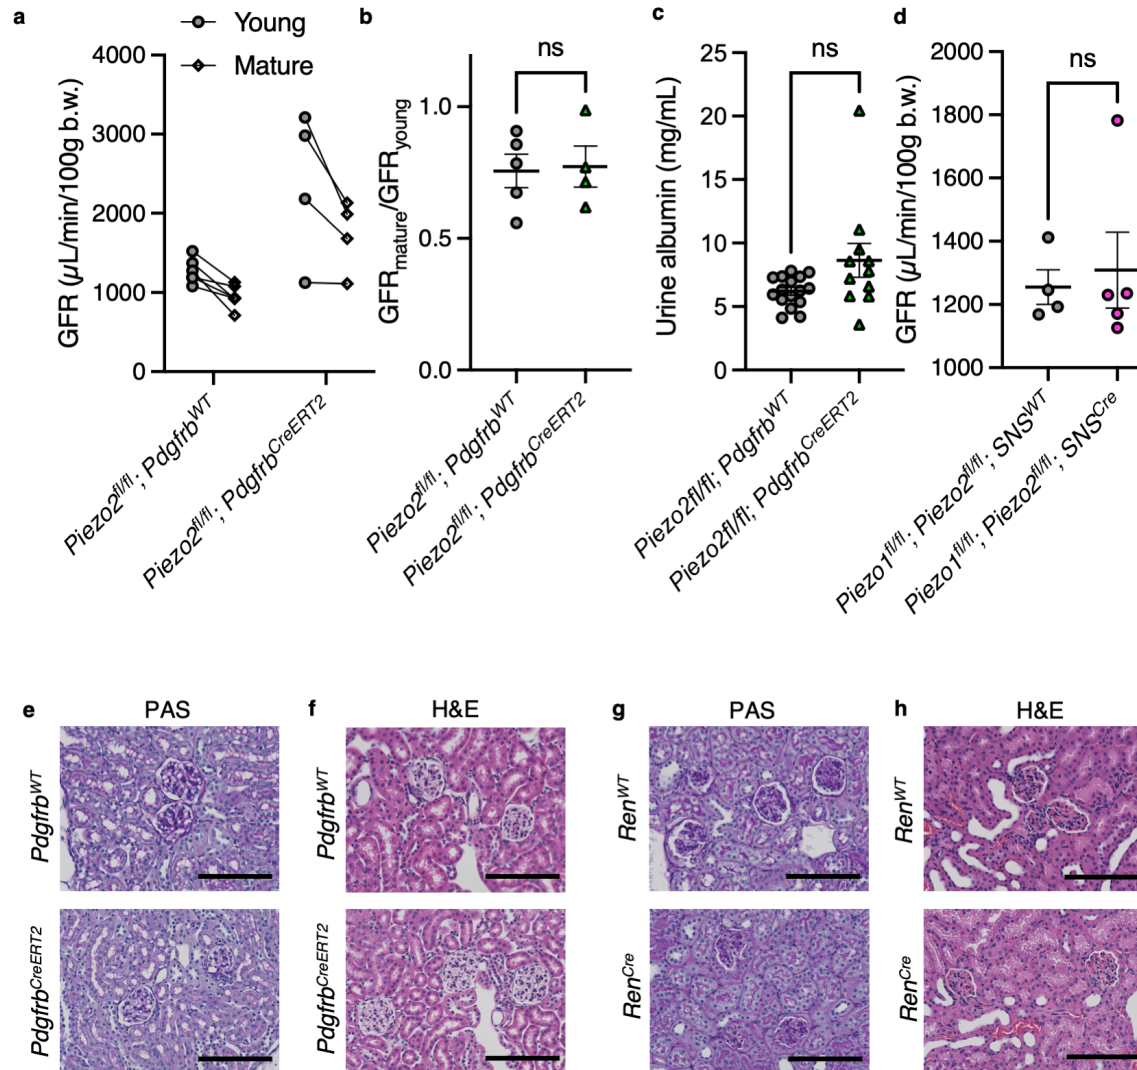 a
Young
Mature
GFR (µL/min/100g b.w.)
4000
3000
2000
1000
0
Piezo2fl/fl; PdgfrbWT
Piezo2fl/fl; PdgfrbCreERT2
b
ns
GFRmature/GFRyoung
1.0
0.5
0.0
Piezo2fl/fl; PdgfrbWT
Piezo2fl/fl; PdgfrbCreERT2
c
ns
Urine albumin (mg/mL)
25
20
15
10
5
0
Piezo2fl/fl; PdgfrbWT
Piezo2fl/fl; PdgfrbCreERT2
d
ns
GFR (µL/min/100g b.w.)
2000
1800
1600
1400
1200
1000
Piezo1fl/fl; Piezo2fl/fl; SNSWT
Piezo1fl/fl; Piezo2fl/fl; SNSCre
e
PAS
PdgfrbWT
PdgfrbCreERT2
f
H&E
PdgfrbWT
PdgfrbCreERT2
g
PAS
RenWT
RenCre
h
H&E
RenWT
RenCre